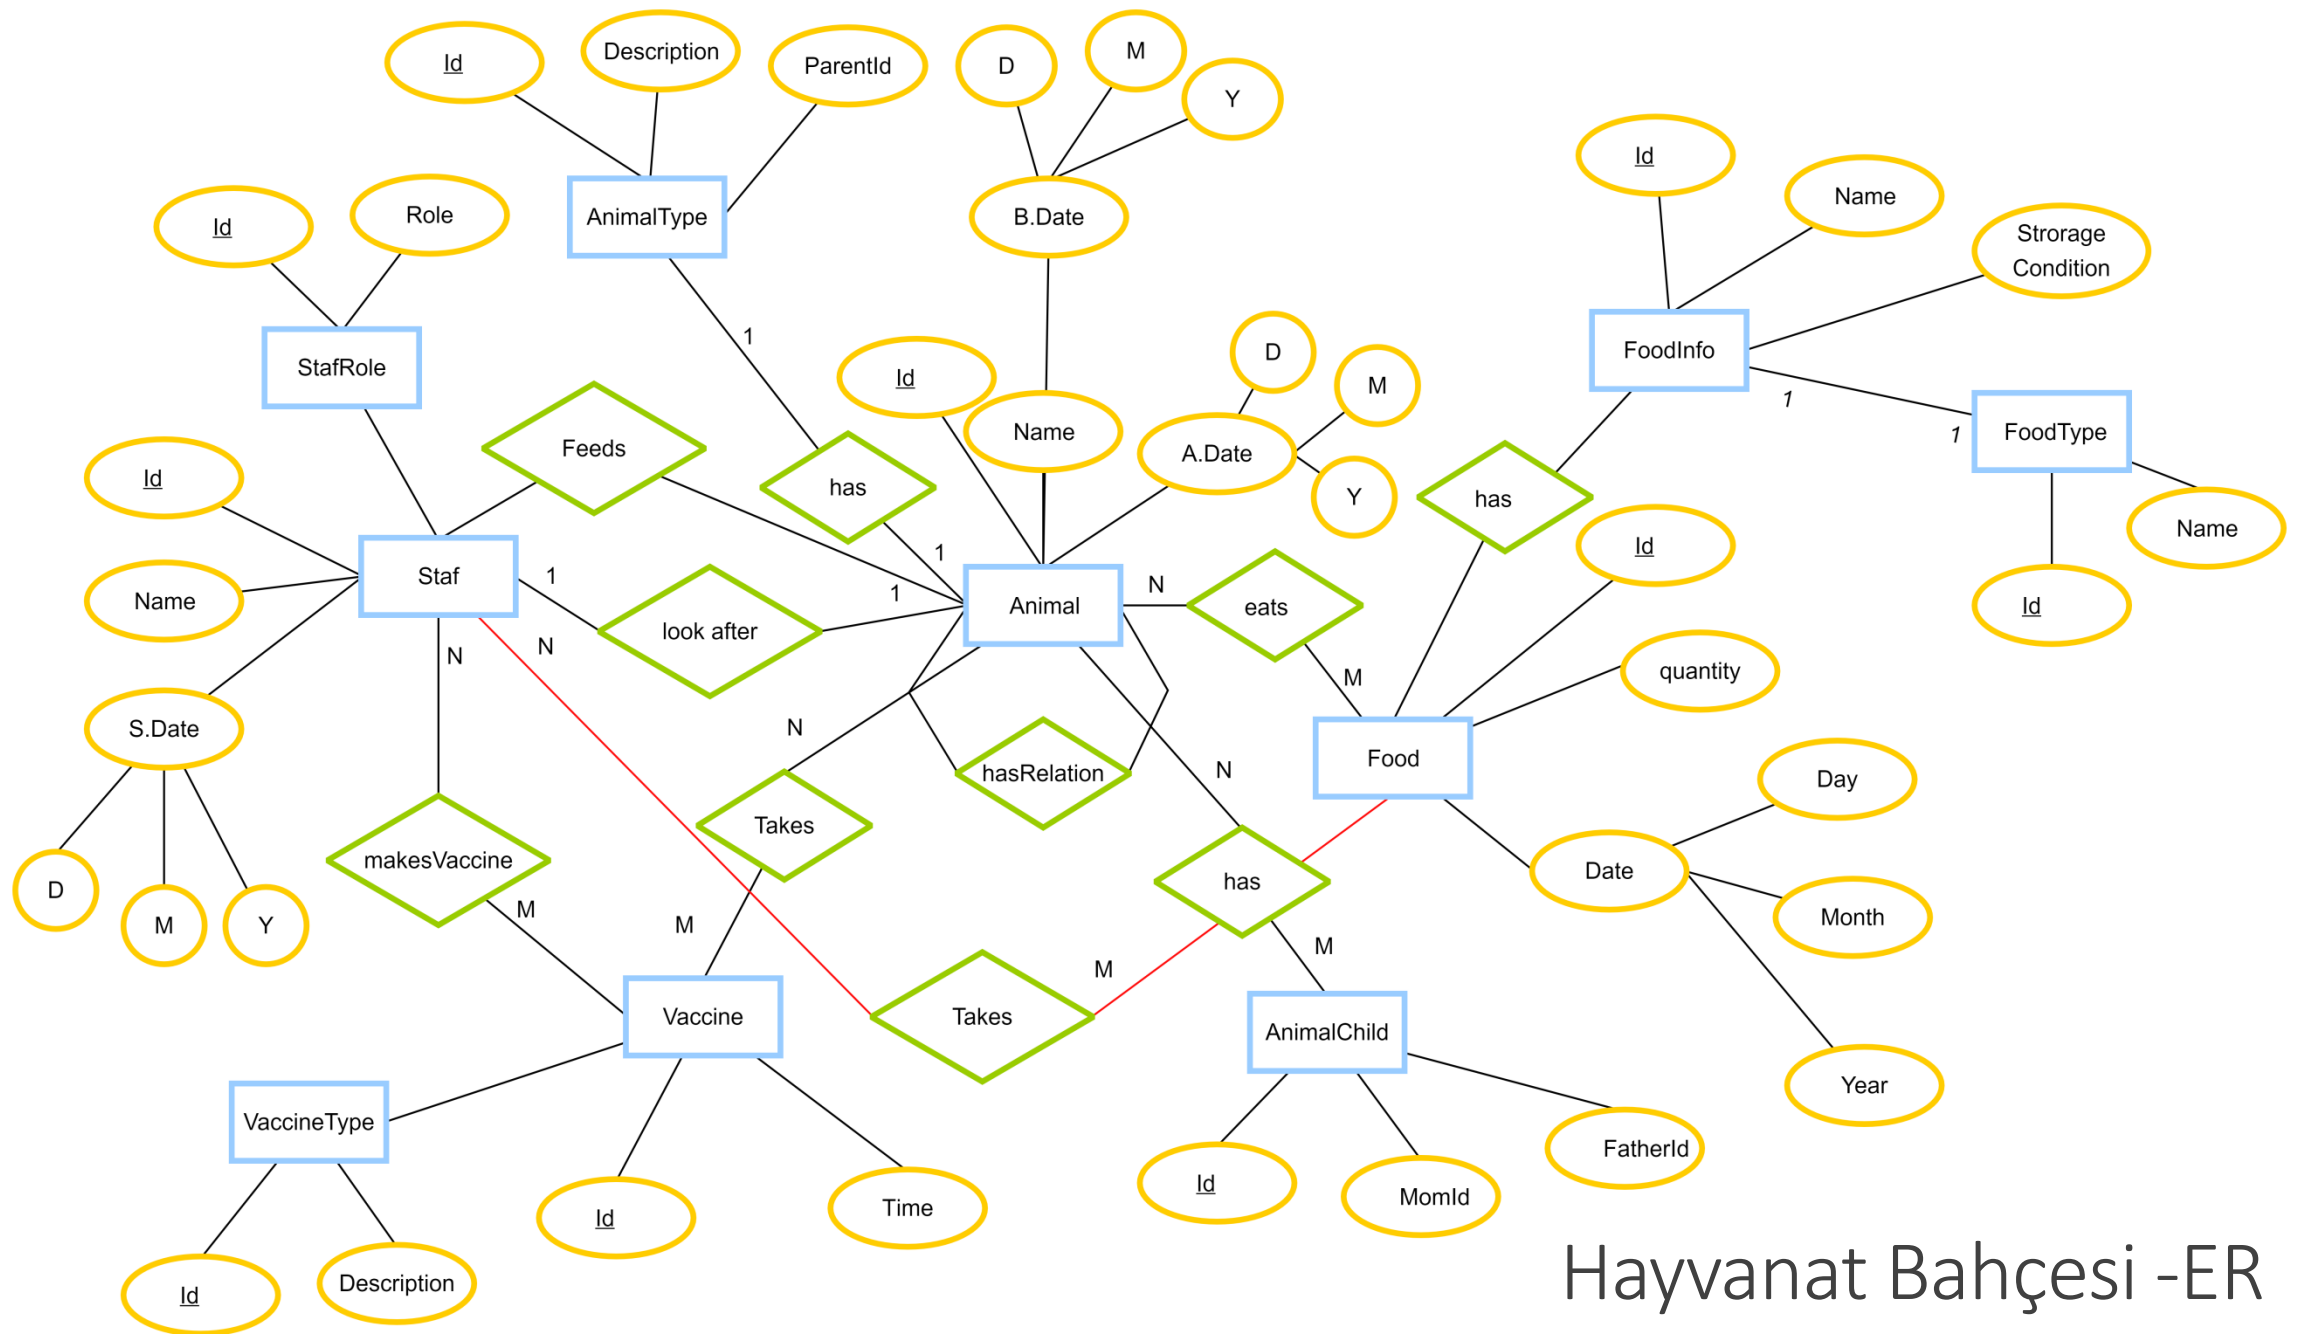 Id
Description
ParentId
D
M
Y
Id
Name
Strorage
Condition
Id
Role
AnimalType
B.Date
StafRole
1
Id
Name
A.Date
D
M
Y
FoodInfo
1
1
FoodType
Name
Id
Feeds
has
1
has
Id
Id
Name
Staf
1
look after
1
Animal
N
eats
M
quantity
S.Date
D
M
Y
N
N
N
hasRelation
N
Food
Day
Date
Month
Year
makesVaccine
M
Takes
M
has
M
M
Takes
Vaccine
AnimalChild
VaccineType
Id
Description
Id
Time
Id
MomId
FatherId
Hayvanat Bahçesi -ER